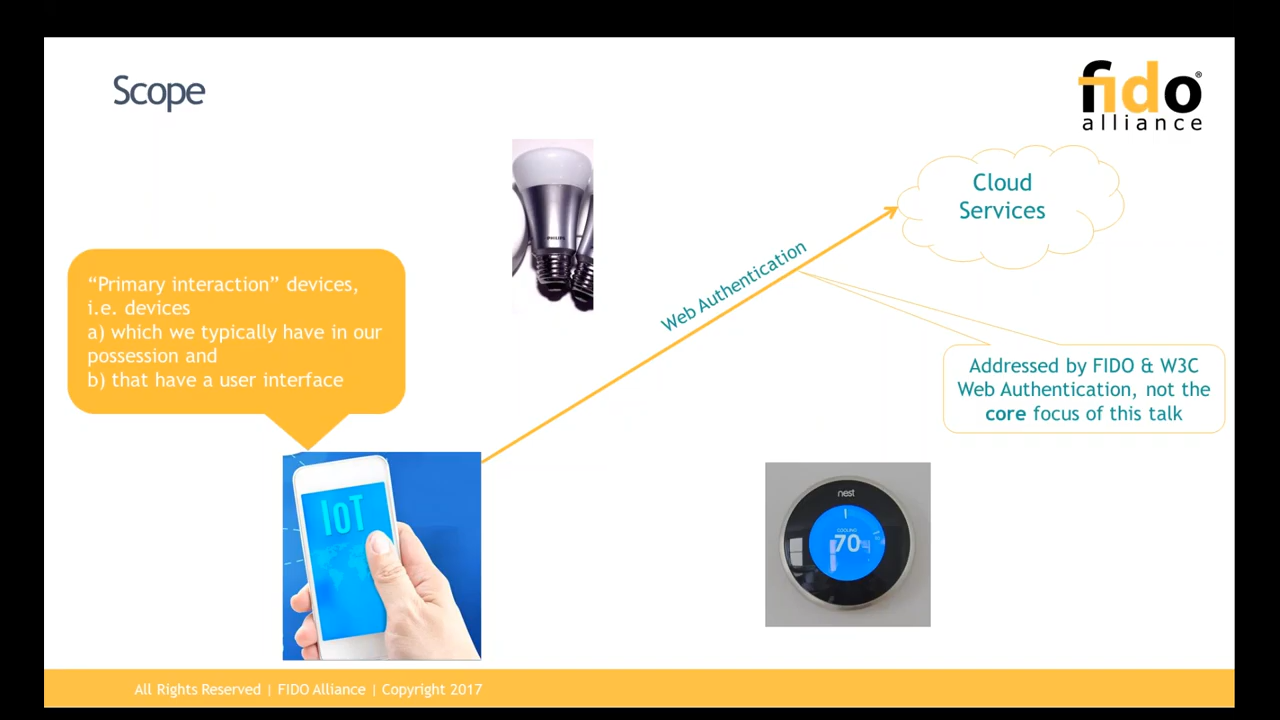 Scope
fido®
alliance
Cloud
Services
Web Authentication
“Primary interaction” devices,
i.e. devices
a) which we typically have in our
possession and
b) that have a user interface
Addressed by FIDO & W3C
Web Authentication, not the
core focus of this talk
PHILIPS
IoT
nest
COOLING
70
All Rights Reserved | FIDO Alliance | Copyright 2017